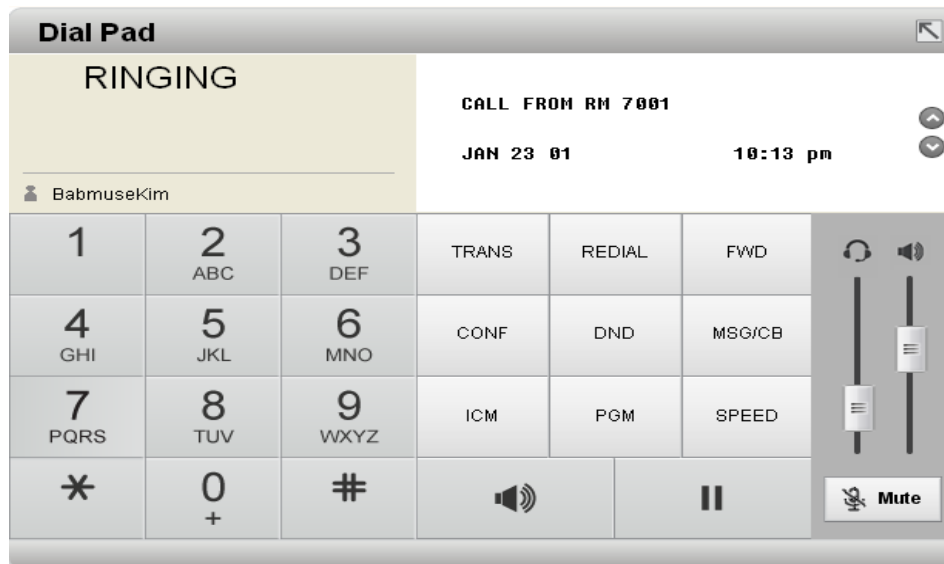 Dial Pad
RINGING
BabmuseKim
CALL FROM RM 7001
JAN 23 01 10:13 pm
1 2 3 TRANS REDIAL FWD
ABC DEF
4 5 6 CONF DND MSG/CB
GHI JKL MNO
7 8 9 ICM PGM SPEED
PQRS TUV WXYZ
* 0 #
+
Mute